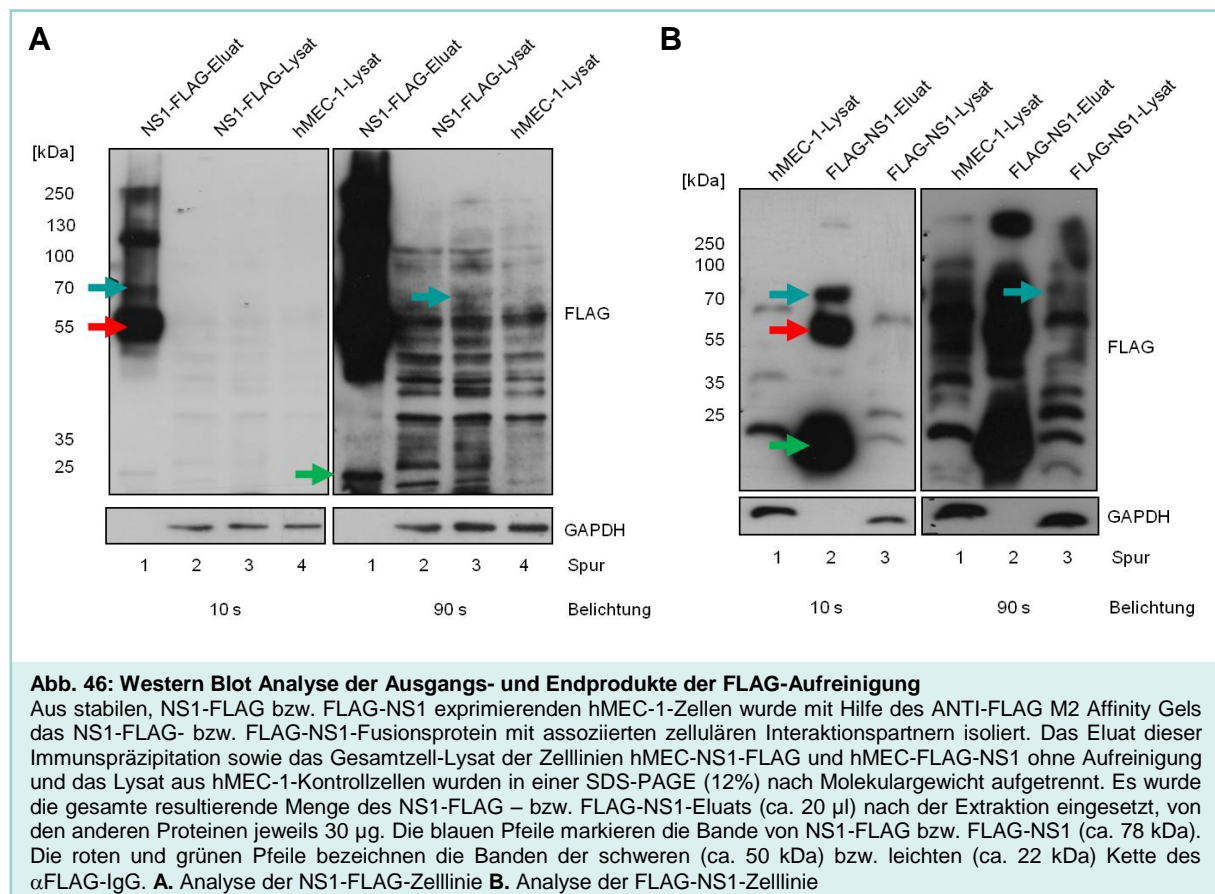 A
B
NS1-FLAG-Eluat
NS1-FLAG-Lysat
hMEC-1-Lysat
NS1-FLAG-Eluat
NS1-FLAG-Lysat
hMEC-1-Lysat
hMEC-1-Lysat
FLAG-NS1-Eluat
FLAG-NS1-Lysat
hMEC-1-Lysat
FLAG-NS1-Eluat
FLAG-NS1-Lysat
[kDa]
250
130
100
70
55
35
25
FLAG
GAPDH
1 2 3 4 1 2 3 4 Spur
10 s 90 s Belichtung
[kDa]
250
100
70
55
35
25
FLAG
GAPDH
1 2 3 1 2 3 Spur
10 s 90 s Belichtung
Abb. 46: Western Blot Analyse der Ausgangs- und Endprodukte der FLAG-Aufreinigung
Aus stabilen, NS1-FLAG bzw. FLAG-NS1 exprimierenden hMEC-1-Zellen wurde mit Hilfe des ANTI-FLAG M2 Affinity Gels
das NS1-FLAG- bzw. FLAG-NS1-Fusionsprotein mit assoziierten zellulären Interaktionspartnern isoliert. Das Eluat dieser
Immunpräzipitation sowie das Gesamtzell-Lysat der Zelllinien hMEC-NS1-FLAG und hMEC-FLAG-NS1 ohne Aufreinigung
und das Lysat aus hMEC-1-Kontrollzellen wurden in einer SDS-PAGE (12%) nach Molekulargewicht aufgetrennt. Es wurde
die gesamte resultierende Menge des NS1-FLAG – bzw. FLAG-NS1-Eluats (ca. 20 µl) nach der Extraktion eingesetzt, von
den anderen Proteinen jeweils 30 µg. Die blauen Pfeile markieren die Bande von NS1-FLAG bzw. FLAG-NS1 (ca. 78 kDa).
Die roten und grünen Pfeile bezeichnen die Banden der schweren (ca. 50 kDa) bzw. leichten (ca. 22 kDa) Kette des
αFLAG-IgG. A. Analyse der NS1-FLAG-Zelllinie B. Analyse der FLAG-NS1-Zelllinie